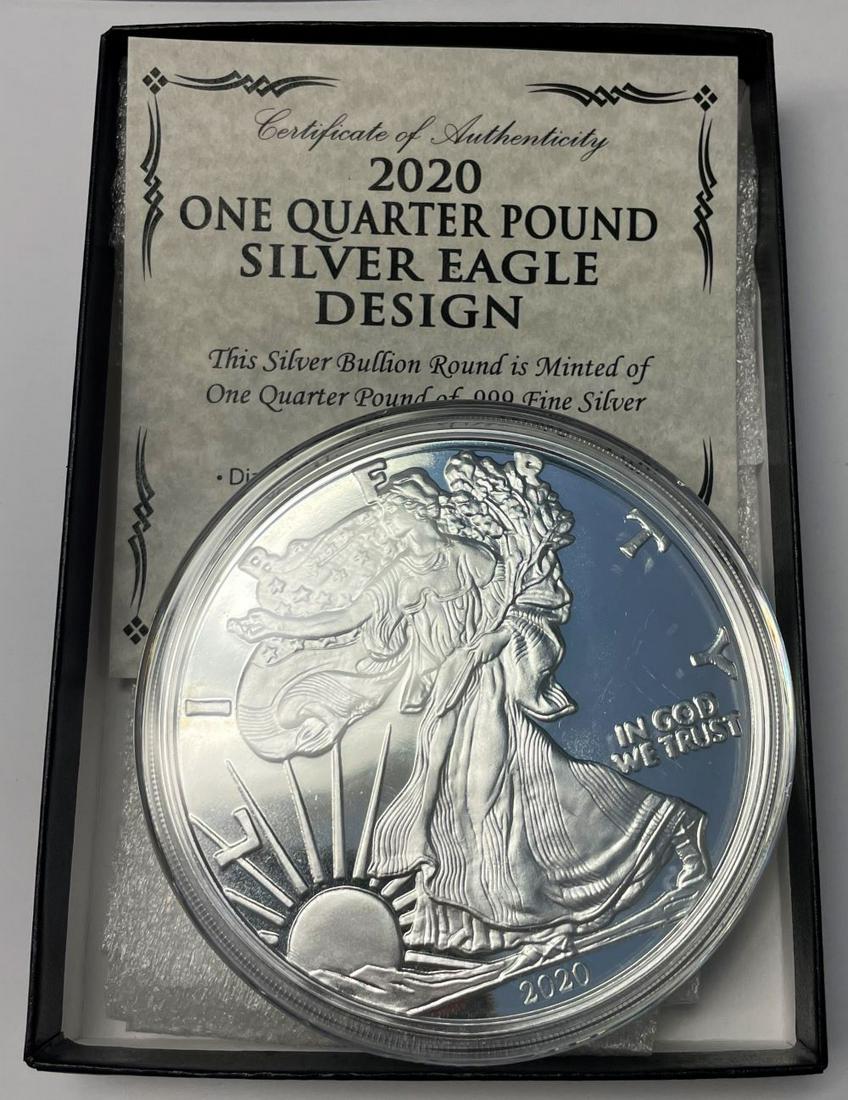 Certificate of Authenticity
2020
ONE QUARTER POUND
SILVER EAGLE
DESIGN
This Silver Bullion Round is Minted of
One Quarter Pound of .999 Fine Silver
LIBERTY
IN GOD
WE TRUST
2020